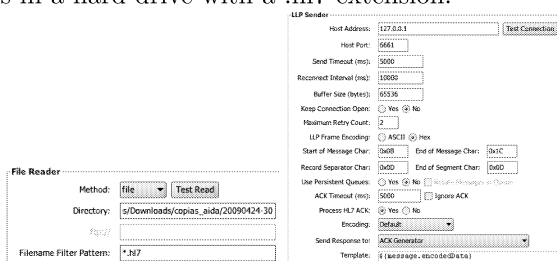 s in a hard drive with a .hl7 extension.
File Reader
Method: file Test Read
Directory: s/Downloads/copias_aida/20090424-30
ftp://
Filename Filter Pattern: *.hl7
LLP Sender
Host Address: 127.0.0.1 Test Connection
Host Port: 6661
Send Timeout (ms): 5000
Reconnect Interval (ms): 10000
Buffer Size (bytes): 65536
Keep Connection Open: Yes No
Maximum Retry Count: 2
LLP Frame Encoding: ASCII Hex
Start of Message Char: 0x0B End of Message Char: 0x1C
Record Separator Char: 0x0D End of Segment Char: 0x0D
Use Persistent Queues: Yes No
ACK Timeout (ms): 5000 Ignore ACK
Process HL7 ACK: Yes No
Encoding: Default
Send Response to: ACK Generator
Template: ${message.encodedData}